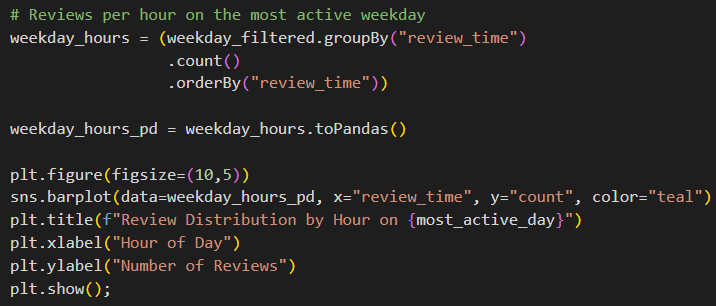 # Reviews per hour on the most active weekday
weekday_hours = (weekday_filtered.groupBy("review_time")
                 .count()
                 .orderBy("review_time"))

weekday_hours_pd = weekday_hours.toPandas()

plt.figure(figsize=(10,5))
sns.barplot(data=weekday_hours_pd, x="review_time", y="count", color="teal")
plt.title(f"Review Distribution by Hour on {most_active_day}")
plt.xlabel("Hour of Day")
plt.ylabel("Number of Reviews")
plt.show();